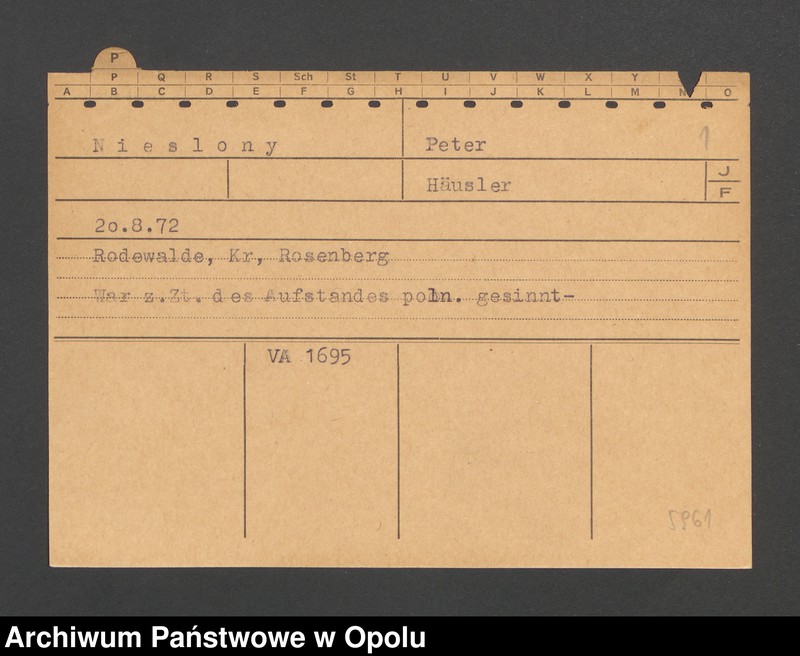 P
P Q R S Sch St T U V W X Y
A B C D E F G H I J K L M N O
Nieslony Peter 1
Häusler J
F
2o.8.72
Rodewalde, Kr, Rosenberg
War z.Zt. des Aufstandes poln. gesinnt-
VA 1695
5961
Archiwum Państwowe w Opolu